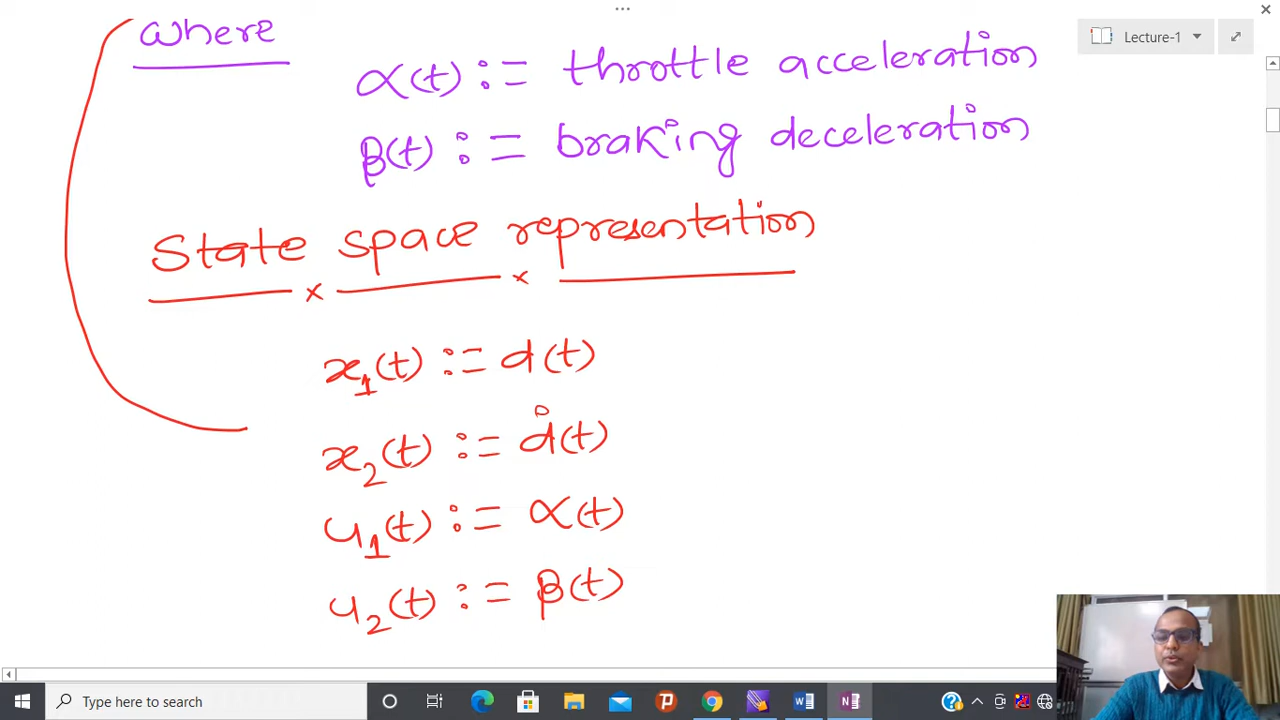 where
α(t) := throttle acceleration
β(t) := braking deceleration
State space representation
x₁(t) := d(t)
x₂(t) := ḋ(t)
u₁(t) := α(t)
u₂(t) := β(t)
Lecture-1
Type here to search